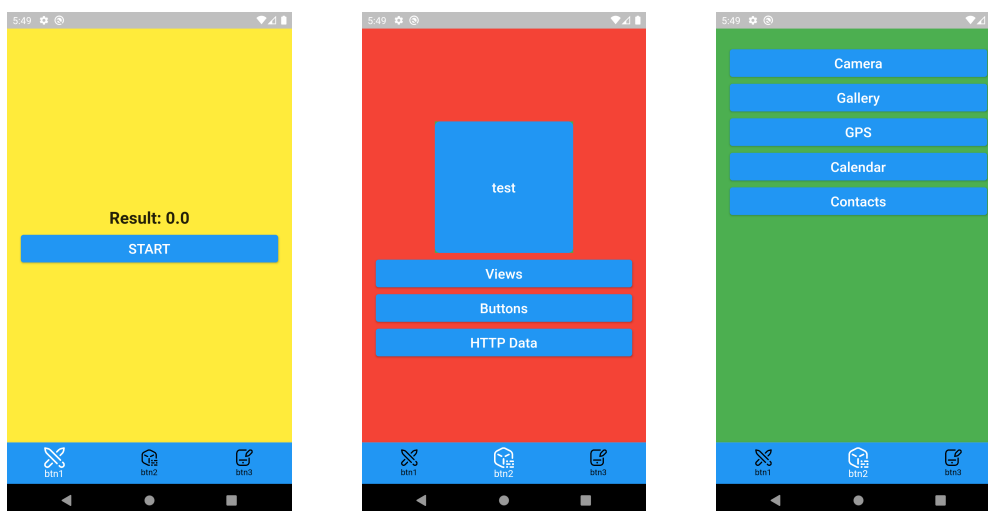 5:49
Result: 0.0
START
btn1 btn2 btn3
5:49
test
Views
Buttons
HTTP Data
btn1 btn2 btn3
5:49
Camera
Gallery
GPS
Calendar
Contacts
btn1 btn2 btn3